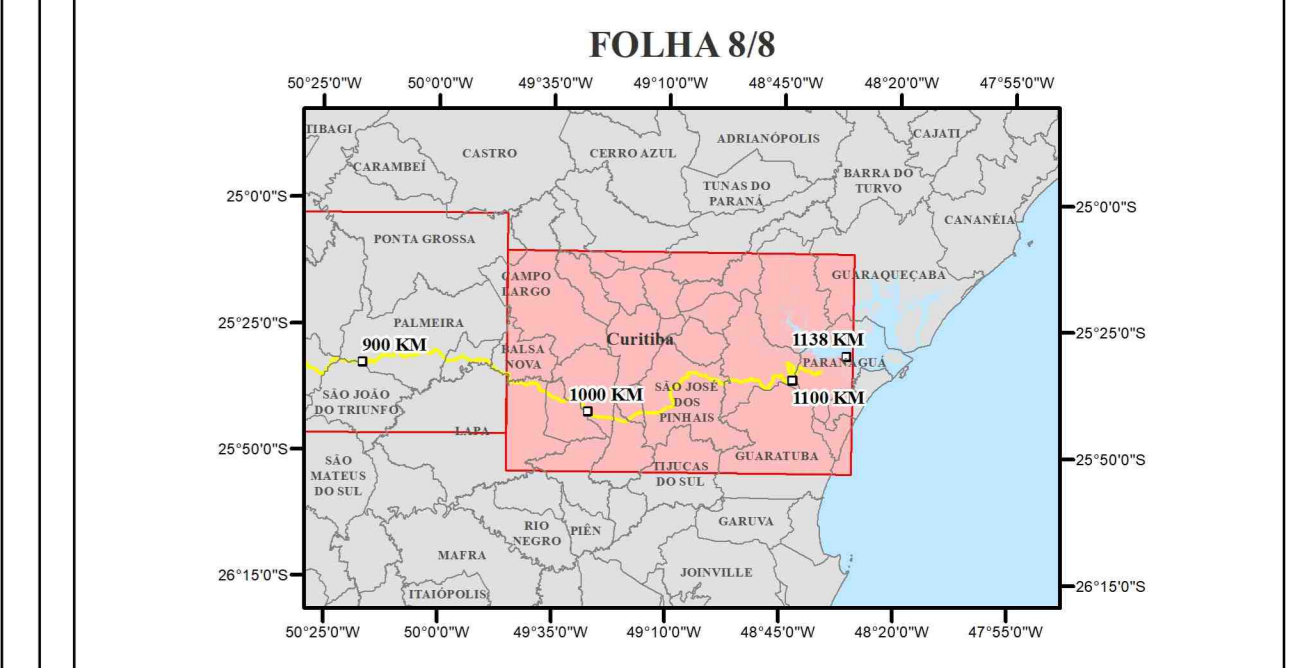 FOLHA 8/8
50°25'0"W 50°0'0"W 49°35'0"W 49°10'0"W 48°45'0"W 48°20'0"W 47°55'0"W
TIBAGI
CARAMBEÍ
CASTRO
CERRO AZUL
ADRIANÓPOLIS
CAJATI
TUNAS DO
PARANÁ
BARRA DO
TURVO
25°0'0"S
25°0'0"S
CANANÉIA
PONTA GROSSA
CAMPO
LARGO
GUARAQUEÇABA
25°25'0"S
25°25'0"S
PALMEIRA
900 KM
BALSA
NOVA
Curitiba
1138 KM
PARANAGUÁ
1100 KM
SÃO JOÃO
DO TRIUNFO
1000 KM
SÃO JOSÉ
DOS
PINHAIS
LAPA
25°50'0"S
25°50'0"S
SÃO
MATEUS
DO SUL
TIJUCAS
DO SUL
GUARATUBA
RIO
NEGRO
PIÊN
GARUVA
MAFRA
JOINVILLE
26°15'0"S
26°15'0"S
ITAIÓPOLIS
50°25'0"W 50°0'0"W 49°35'0"W 49°10'0"W 48°45'0"W 48°20'0"W 47°55'0"W